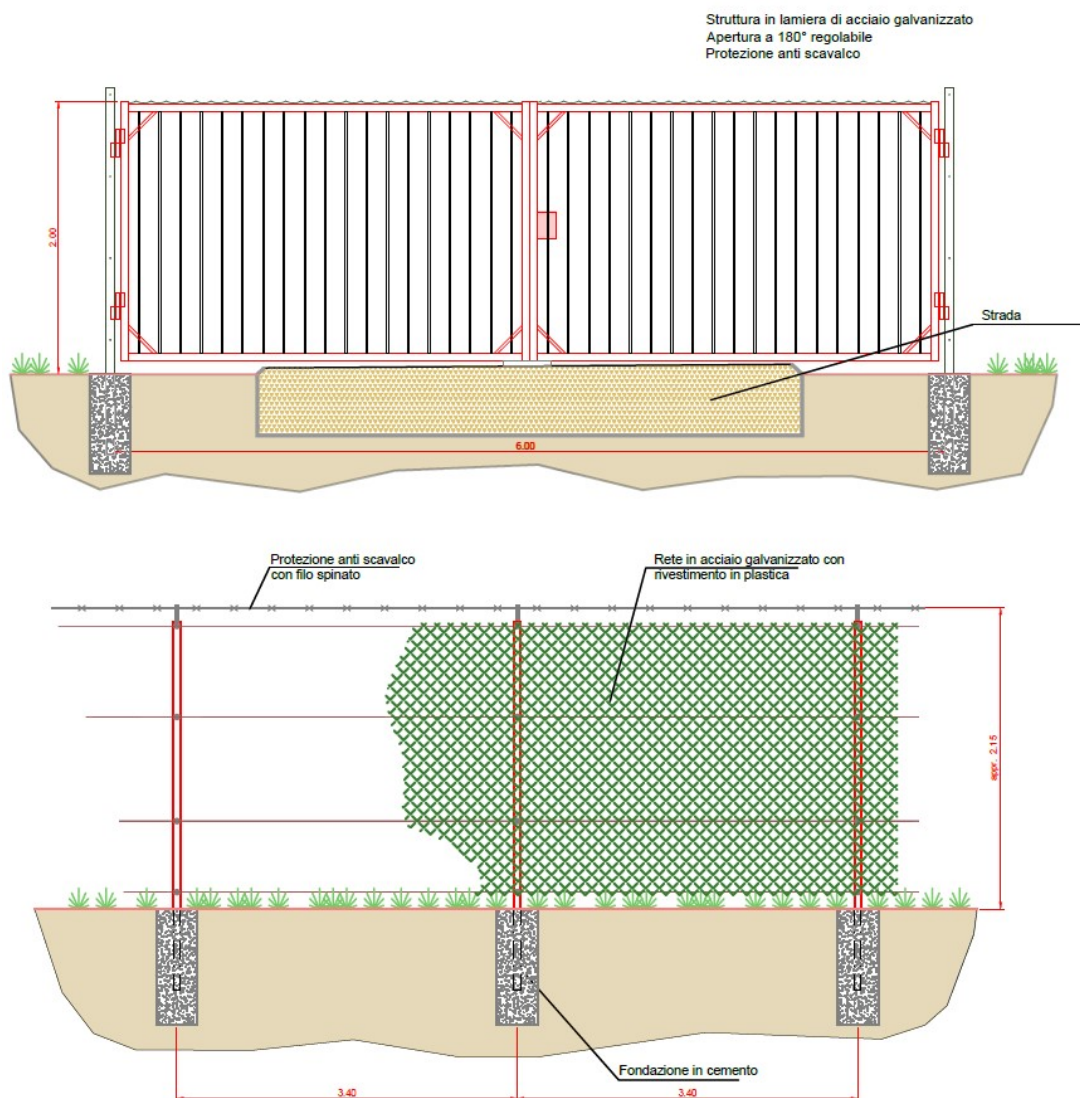 Struttura in lamiera di acciaio galvanizzato
Apertura a 180° regolabile
Protezione anti scavalco
2.00
Strada
6.00
Protezione anti scavalco
con filo spinato
Rete in acciaio galvanizzato con
rivestimento in plastica
appr. 2.15
Fondazione in cemento
3.40
3.40